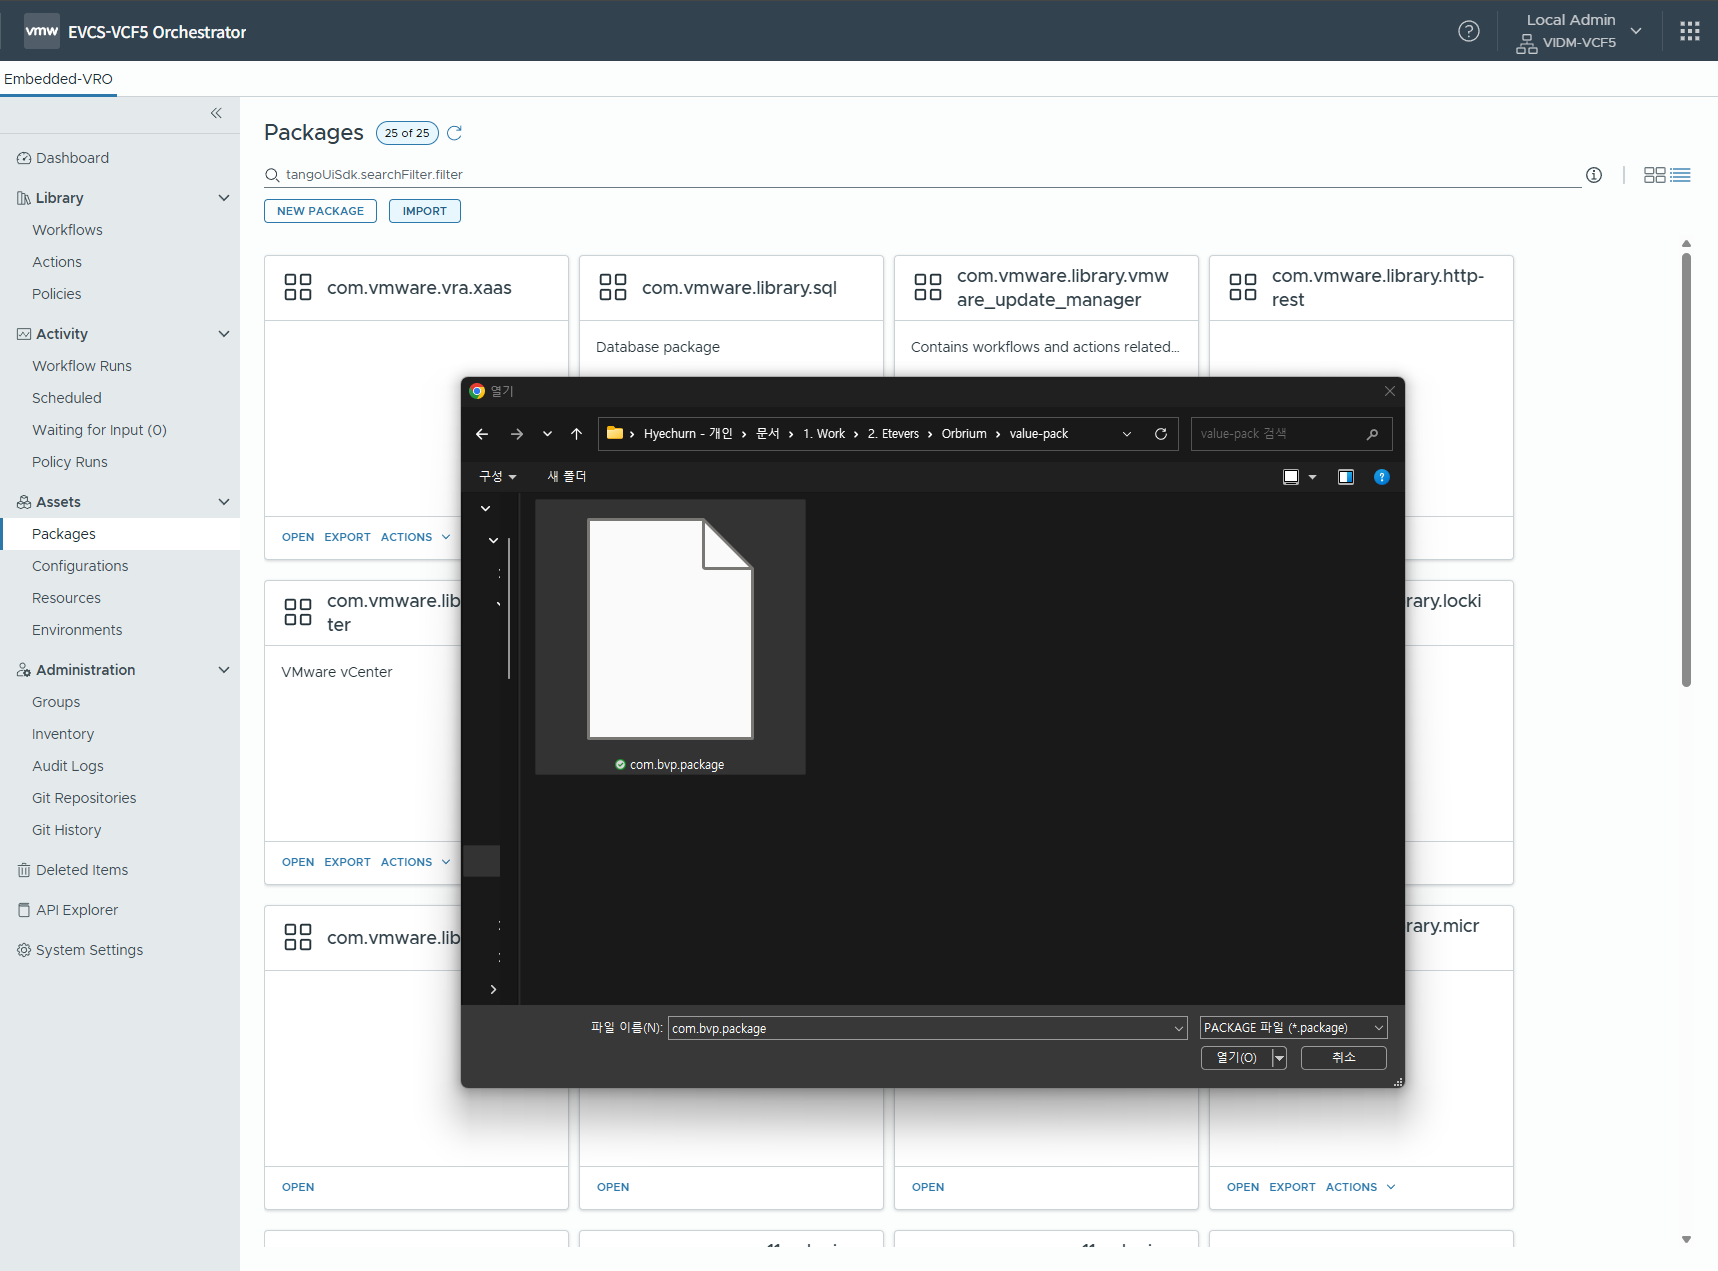 vmw EVCS-VCF5 Orchestrator
Local Admin
VIDM-VCF5
Embedded-VRO
Dashboard
Library
Workflows
Actions
Policies
Activity
Workflow Runs
Scheduled
Waiting for Input (0)
Policy Runs
Assets
Packages
Configurations
Resources
Environments
Administration
Groups
Inventory
Audit Logs
Git Repositories
Git History
Deleted Items
API Explorer
System Settings
Packages 25 of 25
tangoUiSdk.searchFilter.filter
NEW PACKAGE IMPORT
com.vmware.vra.xaas
com.vmware.library.sql
com.vmware.library.vmw
are_update_manager
com.vmware.library.http-
rest
Database package
Contains workflows and actions related...
OPEN EXPORT ACTIONS
com.vmware.lib
ter
rary.locki
VMware vCenter
OPEN EXPORT ACTIONS
com.vmware.lib
rary.micr
OPEN
OPEN
OPEN
OPEN EXPORT ACTIONS
열기
Hyechurn - 개인 › 문서 › 1. Work › 2. Etevers › Orbrium › value-pack
value-pack 검색
구성 새 폴더
com.bvp.package
파일 이름(N): com.bvp.package
PACKAGE 파일 (*.package)
열기(O) 취소